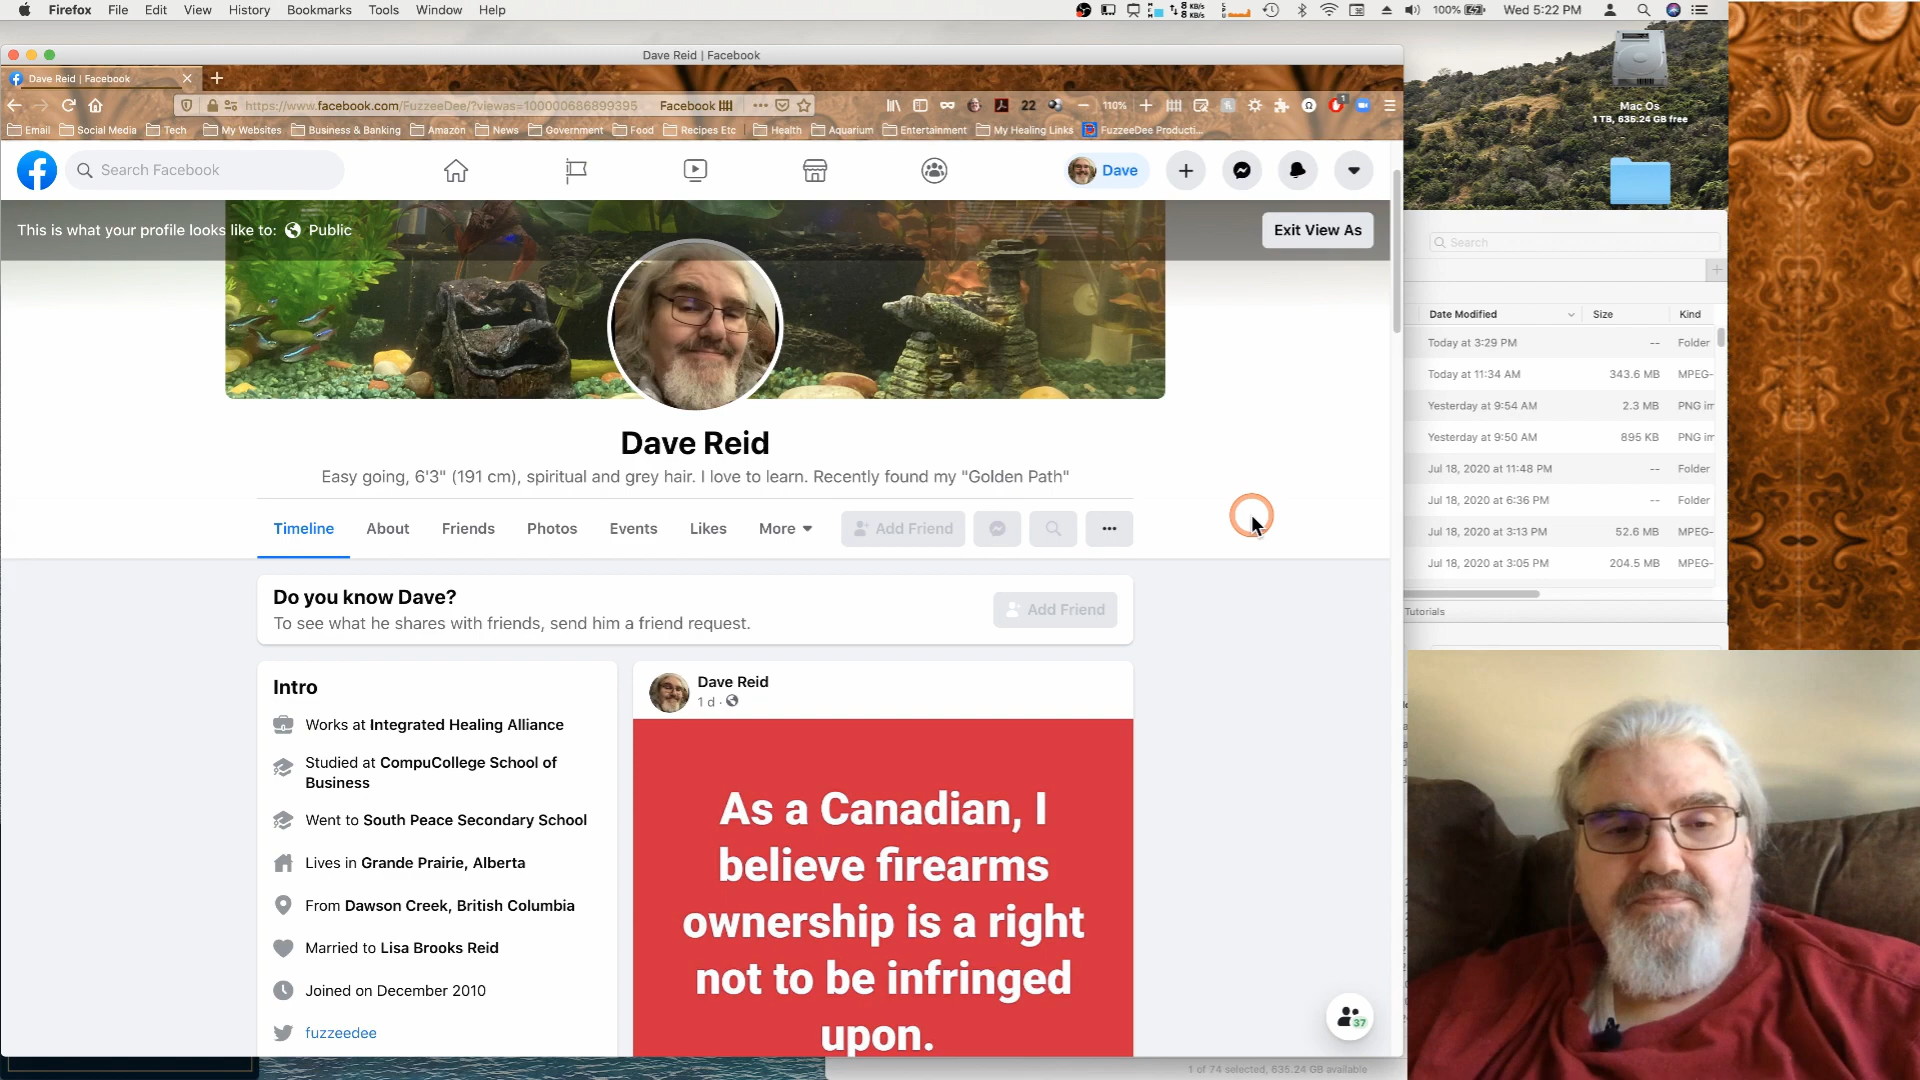 Firefox File Edit View History Bookmarks Tools Window Help
8 KB/s
8 KB/s
100% Wed 5:22 PM
Dave Reid | Facebook
Dave Reid | Facebook
https://www.facebook.com/FuzzeeDee/?viewas=100000686899395 Facebook 22 110%
Email Social Media Tech My Websites Business & Banking Amazon News Government Food Recipes Etc Health Aquarium Entertainment My Healing Links FuzzeeDee Producti...
Mac Os
1 TB, 635.24 GB free
Search Facebook
Dave
This is what your profile looks like to: Public
Exit View As
Dave Reid
Easy going, 6'3" (191 cm), spiritual and grey hair. I love to learn. Recently found my "Golden Path"
Timeline About Friends Photos Events Likes More Add Friend
Do you know Dave?
To see what he shares with friends, send him a friend request.
Add Friend
Intro
Works at Integrated Healing Alliance
Studied at CompuCollege School of
Business
Went to South Peace Secondary School
Lives in Grande Prairie, Alberta
From Dawson Creek, British Columbia
Married to Lisa Brooks Reid
Joined on December 2010
fuzzeedee
Dave Reid
1 d ·
As a Canadian, I
believe firearms
ownership is a right
not to be infringed
upon.
37
Search
Date Modified Size Kind
Today at 3:29 PM -- Folder
Today at 11:34 AM 343.6 MB MPEG-
Yesterday at 9:54 AM 2.3 MB PNG im
Yesterday at 9:50 AM 895 KB PNG im
Jul 18, 2020 at 11:48 PM -- Folder
Jul 18, 2020 at 6:36 PM -- Folder
Jul 18, 2020 at 3:13 PM 52.6 MB MPEG-
Jul 18, 2020 at 3:05 PM 204.5 MB MPEG-
Tutorials
1 of 74 selected, 635.24 GB available